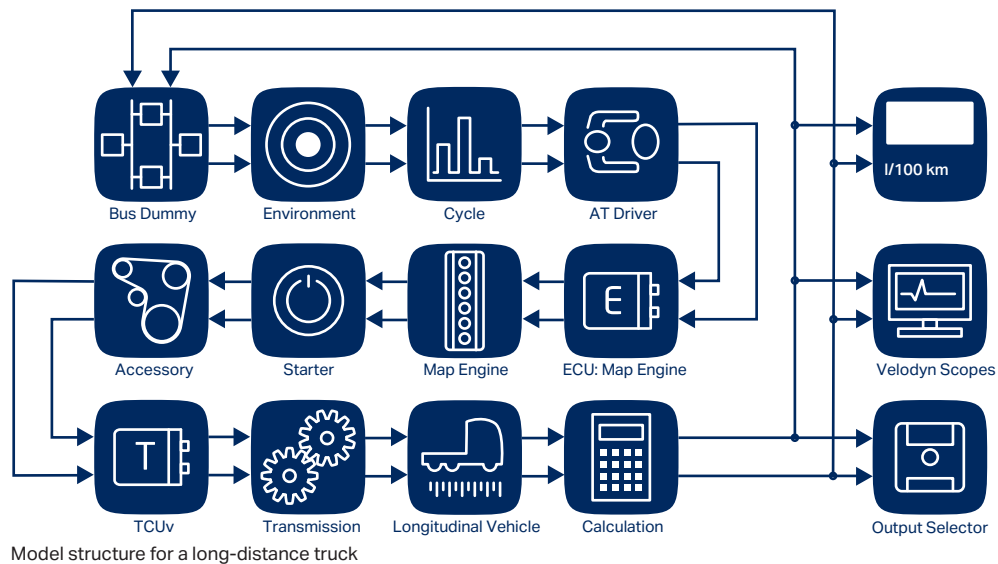 l/100 km
Bus Dummy
Environment
Cycle
AT Driver
E
Accessory
Starter
Map Engine
ECU: Map Engine
Velodyn Scopes
T
TCUv
Transmission
Longitudinal Vehicle
Calculation
Output Selector
Model structure for a long-distance truck